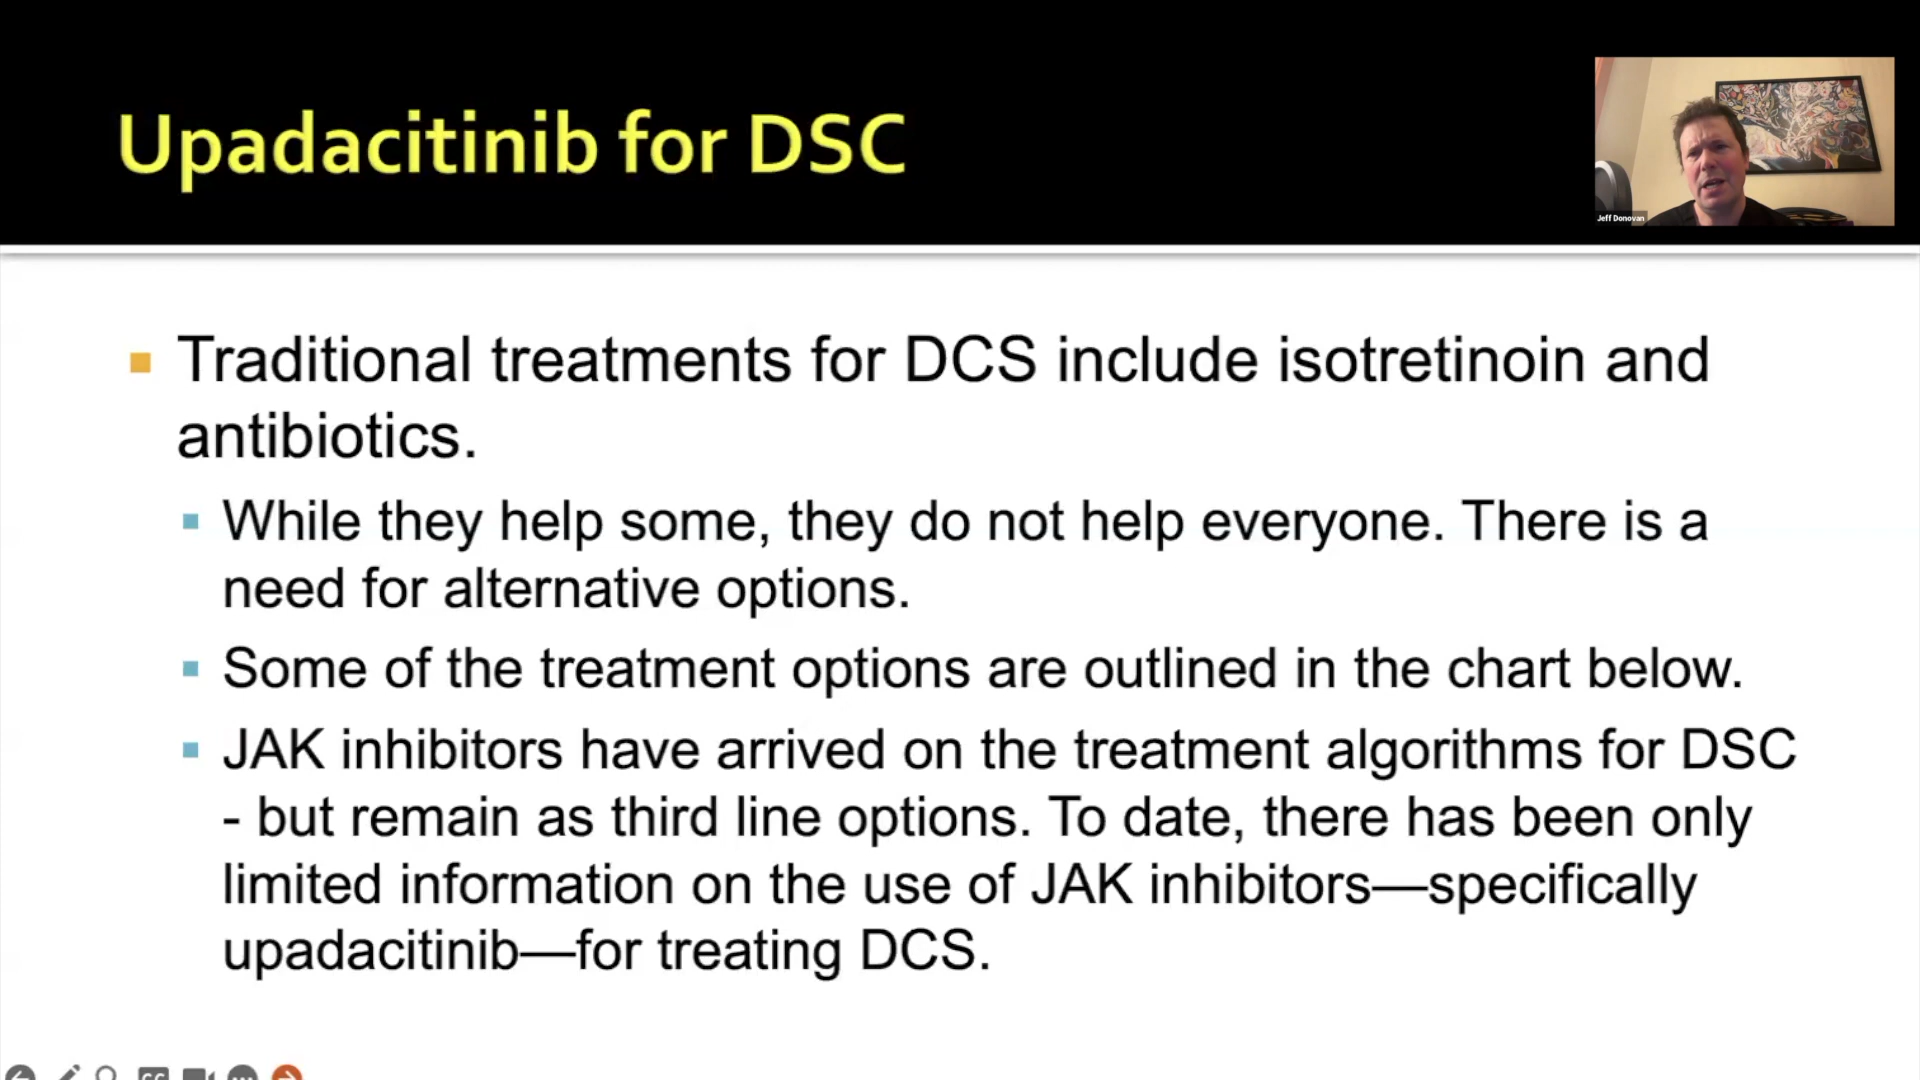 Upadacitinib for DSC
Jeff Donovan
Traditional treatments for DCS include isotretinoin and
antibiotics.
While they help some, they do not help everyone. There is a
need for alternative options.
Some of the treatment options are outlined in the chart below.
JAK inhibitors have arrived on the treatment algorithms for DSC
- but remain as third line options. To date, there has been only
limited information on the use of JAK inhibitors—specifically
upadacitinib—for treating DCS.